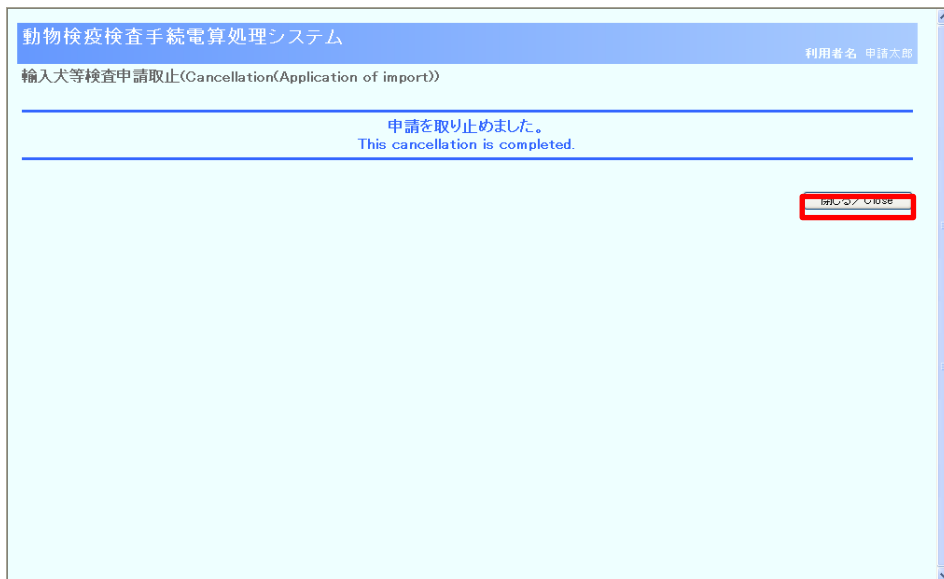 動物検疫検査手続電算処理システム
利用者名 申請太郎
輸入犬等検査申請取止(Cancellation(Application of import))
申請を取り止めました。
This cancellation is completed.
閉じる／Close